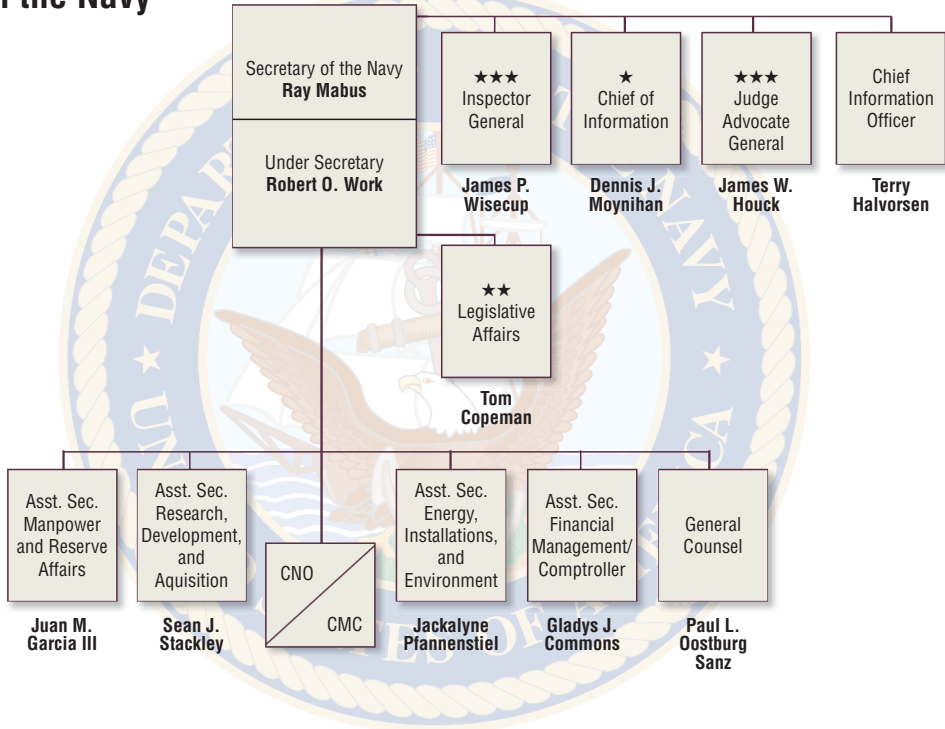 the Navy
Secretary of the Navy
Ray Mabus
Under Secretary
Robert O. Work
★★★
Inspector
General
James P.
Wisecup
★
Chief of
Information
Dennis J.
Moynihan
★★★
Judge
Advocate
General
James W.
Houck
Chief
Information
Officer
Terry
Halvorsen
★★
Legislative
Affairs
Tom
Copeman
Asst. Sec.
Manpower
and Reserve
Affairs
Juan M.
Garcia III
Asst. Sec.
Research,
Development,
and
Aquisition
Sean J.
Stackley
CNO
CMC
Asst. Sec.
Energy,
Installations,
and
Environment
Jackalyne
Pfannenstiel
Asst. Sec.
Financial
Management/
Comptroller
Gladys J.
Commons
General
Counsel
Paul L.
Oostburg
Sanz